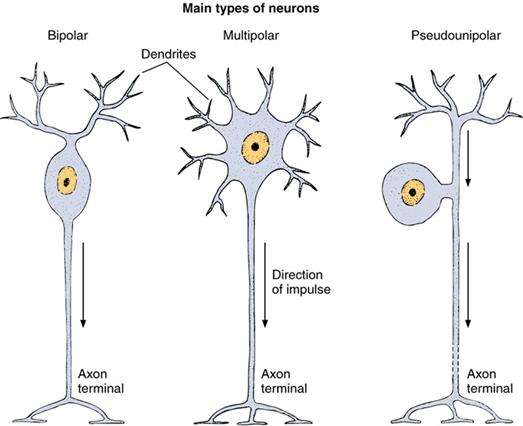 Main types of neurons
Bipolar
Multipolar
Pseudounipolar
Dendrites
Direction
of impulse
Axon
terminal
Axon
terminal
Axon
terminal